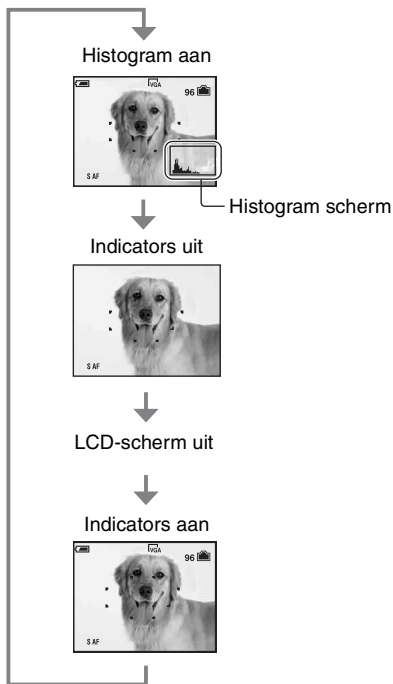 Histogram aan
VGA
96
S AF
Histogram scherm
Indicators uit
S AF
LCD-scherm uit
Indicators aan
VGA
96
S AF